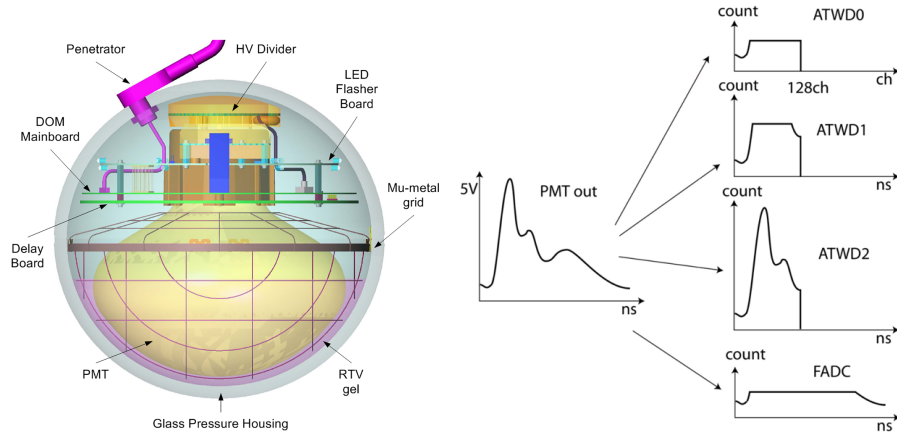 Penetrator
HV Divider
LED
Flasher
Board
DOM
Mainboard
Mu-metal
grid
Delay
Board
PMT
RTV
gel
Glass Pressure Housing
5V
PMT out
ns
count
ATWD0
ch
128ch
count
ATWD1
ns
count
ATWD2
ns
count
FADC
ns